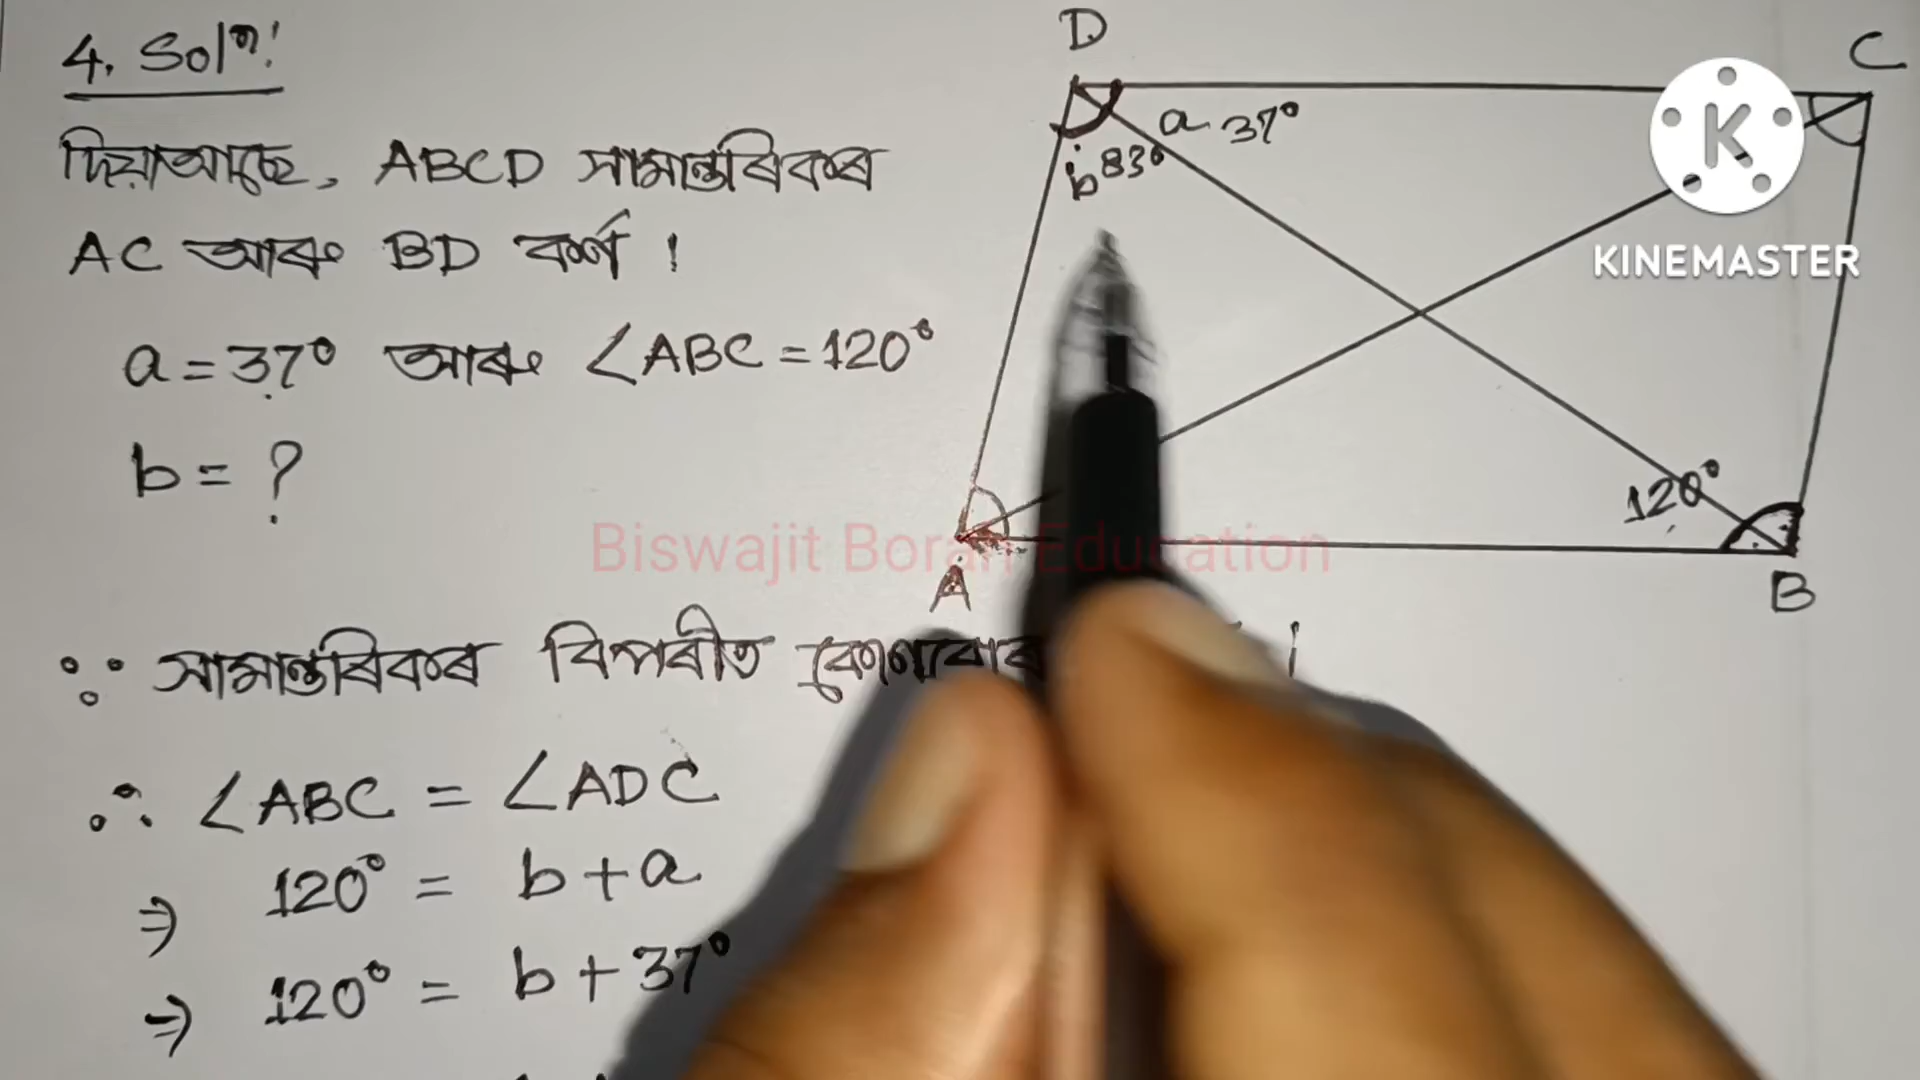 4. Solⁿ!
দিয়া আছে, ABCD সামান্তৰিকৰ
AC আৰু BD কৰ্ণ।
a = 37° আৰু ∠ABC = 120°
b = ?
D
C
a 37°
b 83°
120°
A
B
K
KINEMASTER
Biswajit Borah Education
∵ সামান্তৰিকৰ বিপৰীত কোণবোৰ
∴ ∠ABC = ∠ADC
⇒ 120° = b + a
⇒ 120° = b + 37°